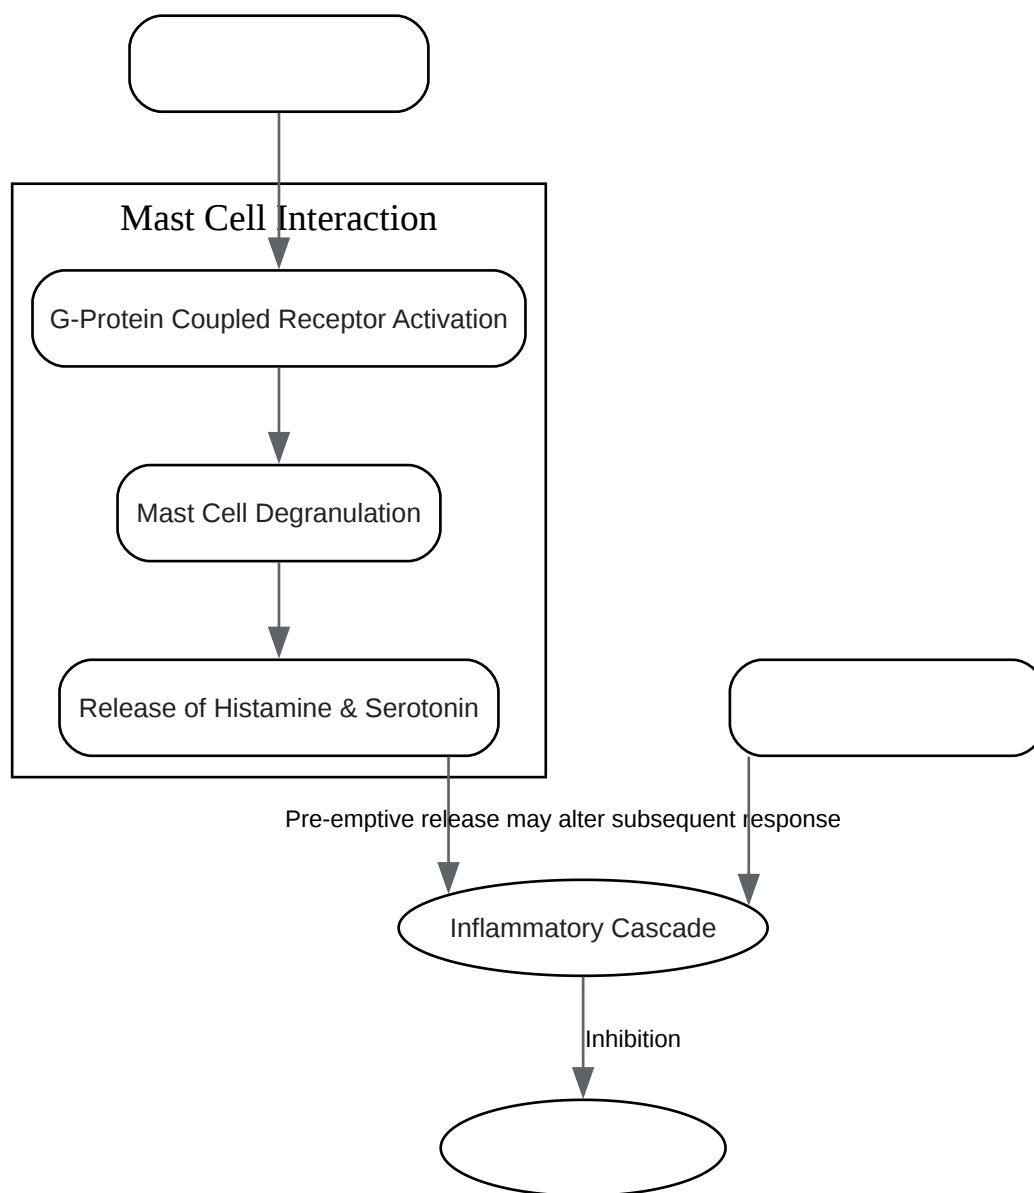 Mast Cell Interaction
G-Protein Coupled Receptor Activation
Mast Cell Degranulation
Release of Histamine & Serotonin
Pre-emptive release may alter subsequent response
Inflammatory Cascade
Inhibition